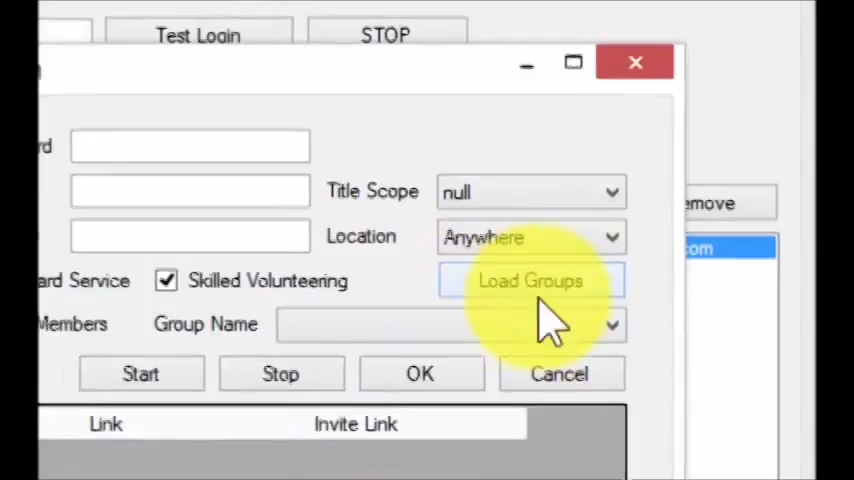 Test Login STOP
rd
Title Scope null emove
Location Anywhere com
ard Service Skilled Volunteering Load Groups
Members Group Name
Start Stop OK Cancel
Link Invite Link